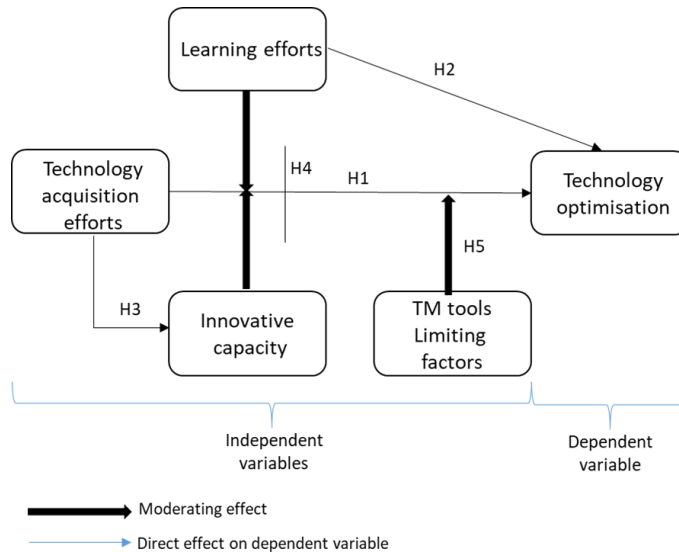 Learning efforts
H2
Technology
acquisition
efforts
H4
H1
Technology
optimisation
H5
H3
Innovative
capacity
TM tools
Limiting
factors
Independent
variables
Dependent
variable
Moderating effect
Direct effect on dependent variable